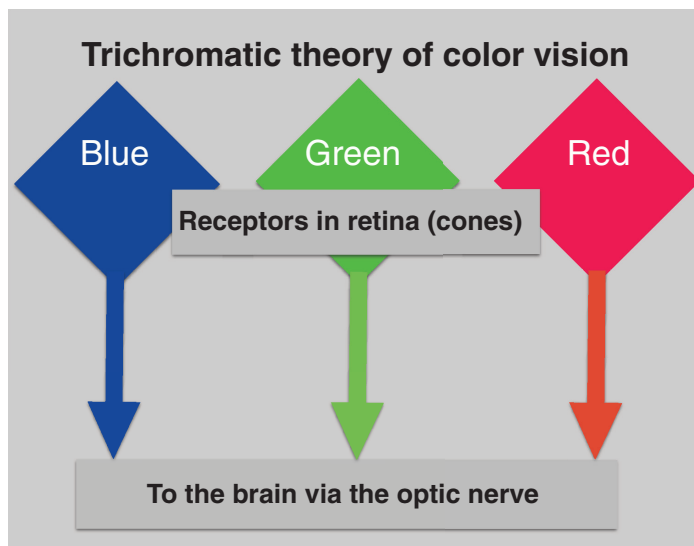 Trichromatic theory of color vision
Blue
Green
Red
Receptors in retina (cones)
To the brain via the optic nerve